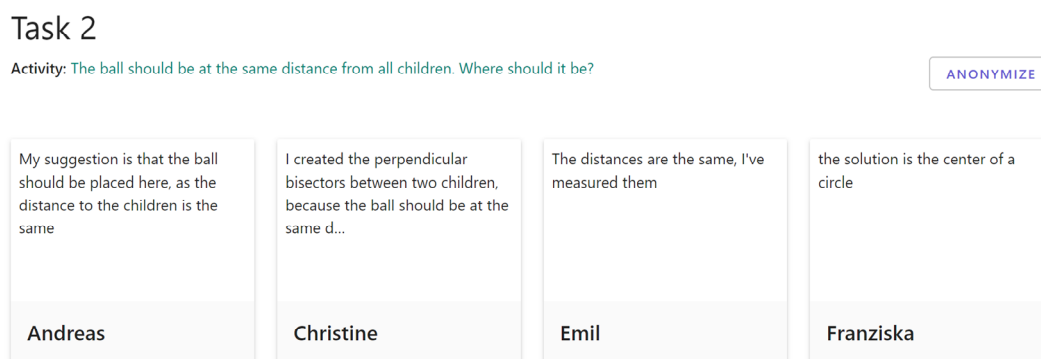 Task 2
Activity: The ball should be at the same distance from all children. Where should it be?
ANONYMIZE
My suggestion is that the ball
should be placed here, as the
distance to the children is the
same
Andreas
I created the perpendicular
bisectors between two children,
because the ball should be at the
same d...
Christine
The distances are the same, I've
measured them
Emil
the solution is the center of a
circle
Franziska